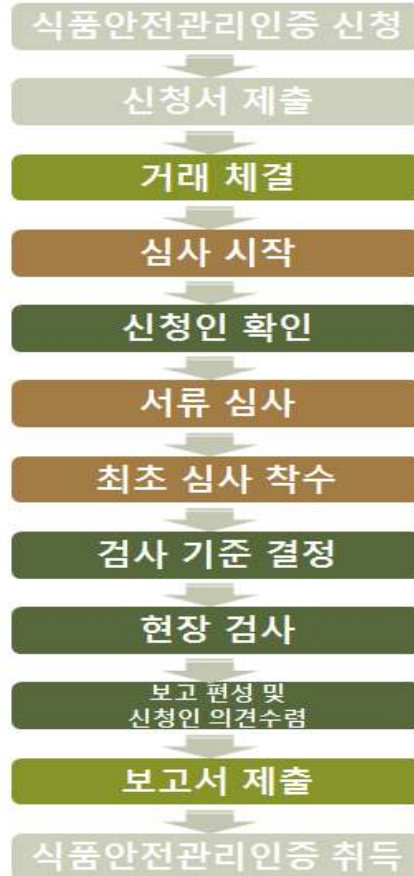 식품안전관리인증 신청
신청서 제출
거래 체결
심사 시작
신청인 확인
서류 심사
최초 심사 착수
검사 기준 결정
현장 검사
보고 편성 및
신청인 의견수렴
보고서 제출
식품안전관리인증 취득